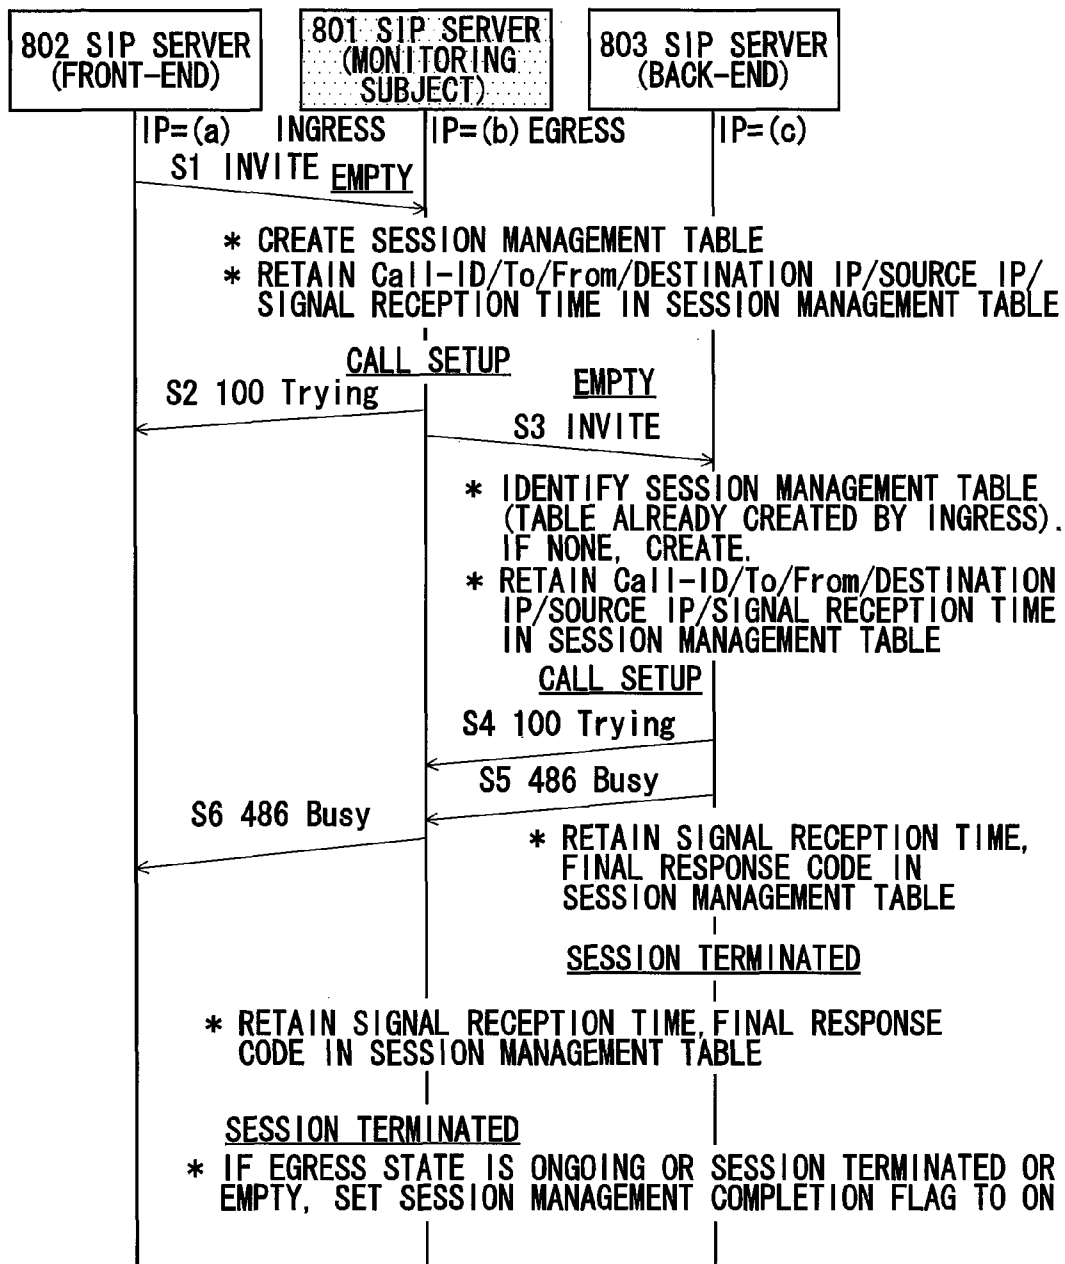 802 SIP SERVER
(FRONT-END)
801 SIP SERVER
(MONITORING
SUBJECT)
803 SIP SERVER
(BACK-END)
IP=(a)
INGRESS
IP=(b) EGRESS
IP=(c)
S1 INVITE
EMPTY
* CREATE SESSION MANAGEMENT TABLE
* RETAIN Call-ID/To/From/DESTINATION IP/SOURCE IP/
SIGNAL RECEPTION TIME IN SESSION MANAGEMENT TABLE
CALL SETUP
S2 100 Trying
EMPTY
S3 INVITE
* IDENTIFY SESSION MANAGEMENT TABLE
(TABLE ALREADY CREATED BY INGRESS).
IF NONE, CREATE.
* RETAIN Call-ID/To/From/DESTINATION
IP/SOURCE IP/SIGNAL RECEPTION TIME
IN SESSION MANAGEMENT TABLE
CALL SETUP
S4 100 Trying
S5 486 Busy
S6 486 Busy
* RETAIN SIGNAL RECEPTION TIME,
FINAL RESPONSE CODE IN
SESSION MANAGEMENT TABLE
SESSION TERMINATED
* RETAIN SIGNAL RECEPTION TIME, FINAL RESPONSE
CODE IN SESSION MANAGEMENT TABLE
SESSION TERMINATED
* IF EGRESS STATE IS ONGOING OR SESSION TERMINATED OR
EMPTY, SET SESSION MANAGEMENT COMPLETION FLAG TO ON